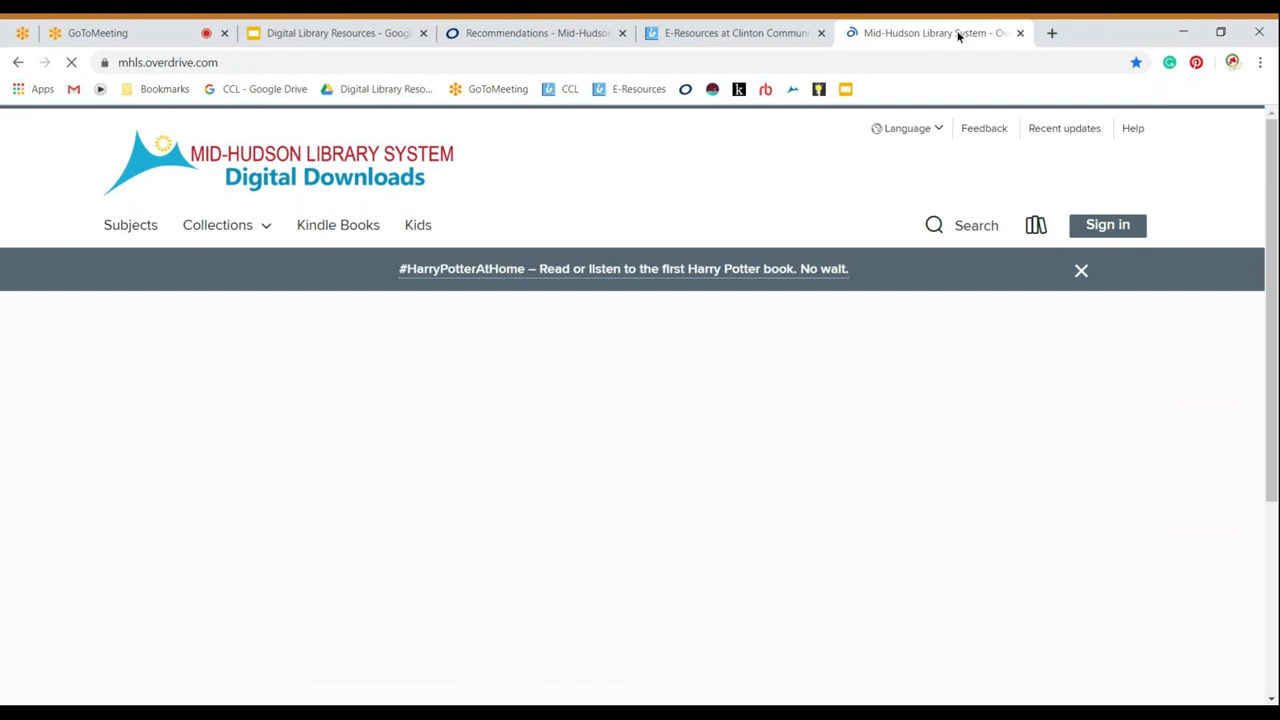 GoToMeeting
Digital Library Resources - Googl
Recommendations - Mid-Hudso
E-Resources at Clinton Commun
Mid-Hudson Library System - Ov
mhls.overdrive.com
Apps
Bookmarks
CCL - Google Drive
Digital Library Reso...
GoToMeeting
CCL
E-Resources
k
rb
Language
Feedback
Recent updates
Help
MID-HUDSON LIBRARY SYSTEM
Digital Downloads
Subjects
Collections
Kindle Books
Kids
Search
Sign in
#HarryPotterAtHome – Read or listen to the first Harry Potter book. No wait.